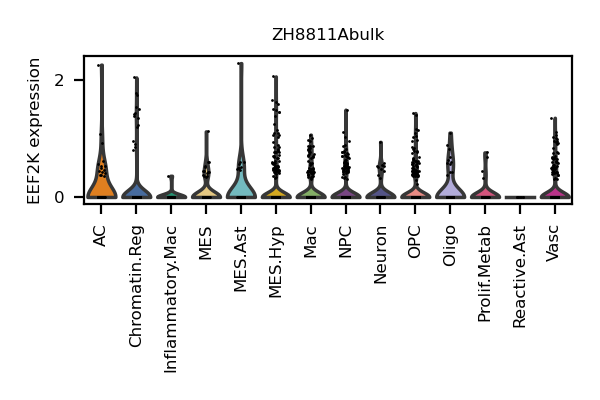 ZH8811Abulk
EEF2K expression
2
0
AC
Chromatin.Reg
Inflammatory.Mac
MES
MES.Ast
MES.Hyp
Mac
NPC
Neuron
OPC
Oligo
Prolif.Metab
Reactive.Ast
Vasc